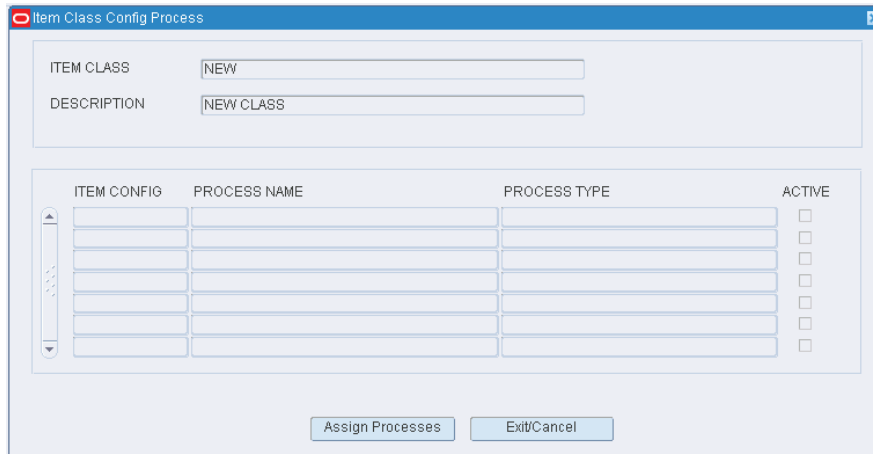 Item Class Config Process
ITEM CLASS NEW
DESCRIPTION NEW CLASS
ITEM CONFIG PROCESS NAME PROCESS TYPE ACTIVE
Assign Processes Exit/Cancel